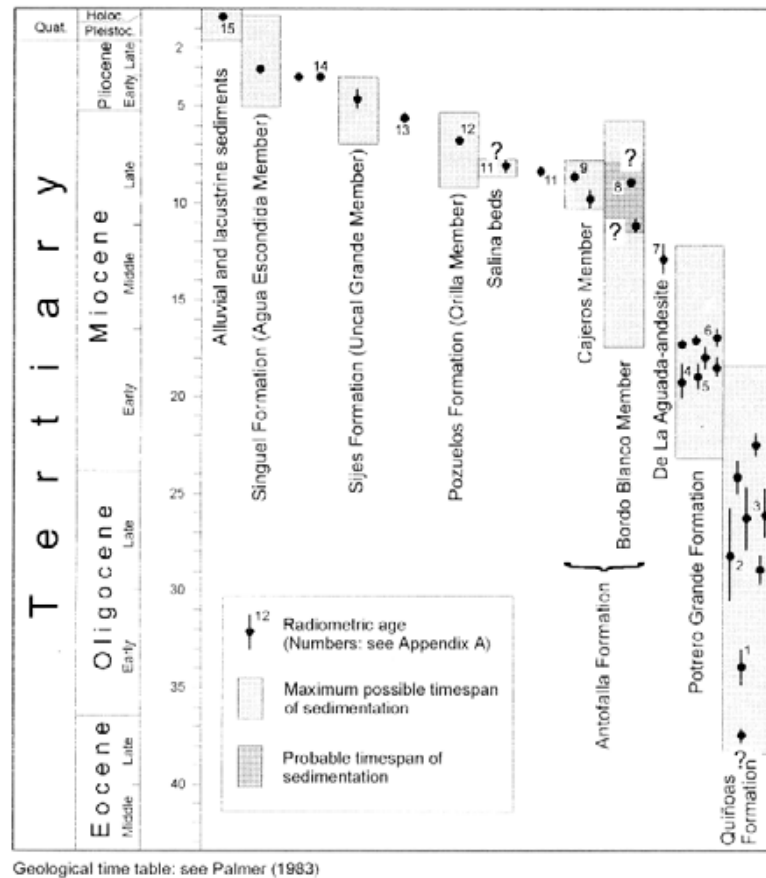 Quat.
Holoc.
Pleistoc.
Tertiary
Pliocene
Early Late
Miocene
Late
Middle
Early
Oligocene
Late
Early
Eocene
Late
Middle
2
5
10
15
20
25
30
35
40
15
Alluvial and lacustrine sediments
Singuel Formation (Agua Escondida Member)
14
Sijes Formation (Uncal Grande Member)
13
12
Pozuelos Formation (Orilla Member)
?
11
Salina beds
11
9
Cajeros Member
?
8
?
Bordo Blanco Member
Antofalla Formation
7
De La Aguada-andesite
6
4
5
Potrero Grande Formation
3
2
1
?
Quiñoas
Formation
12
Radiometric age
(Numbers: see Appendix A)
Maximum possible timespan
of sedimentation
Probable timespan of
sedimentation
Geological time table: see Palmer (1983)